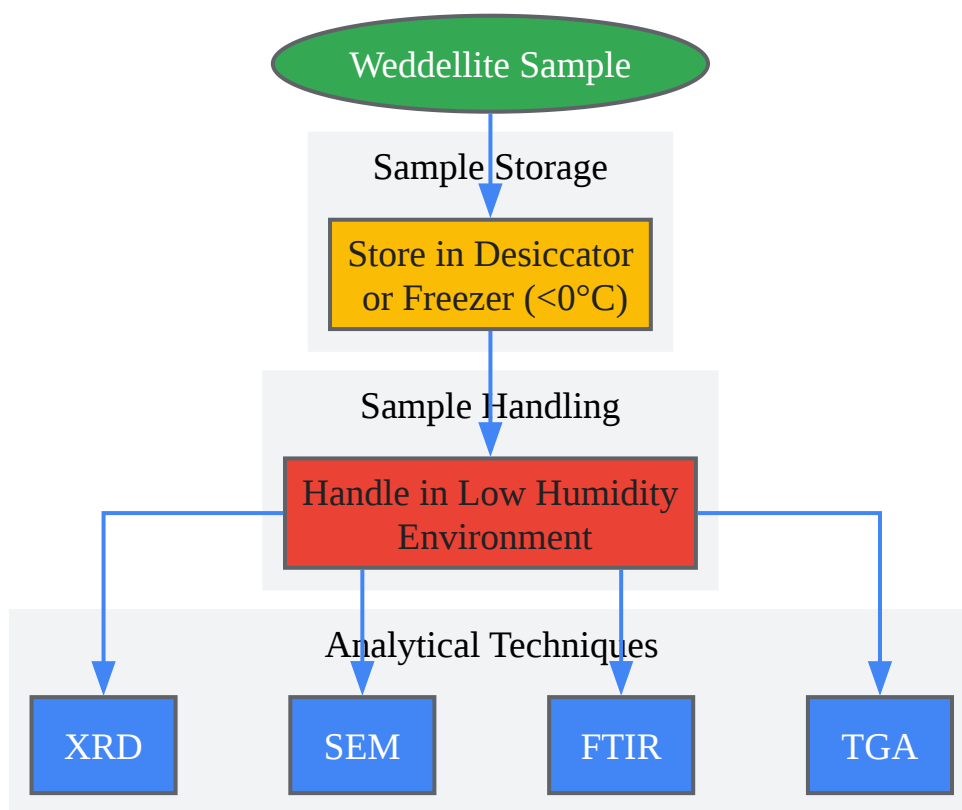 Weddellite Sample
Sample Storage
Store in Desiccator
or Freezer (<0°C)
Sample Handling
Handle in Low Humidity
Environment
Analytical Techniques
XRD
SEM
FTIR
TGA